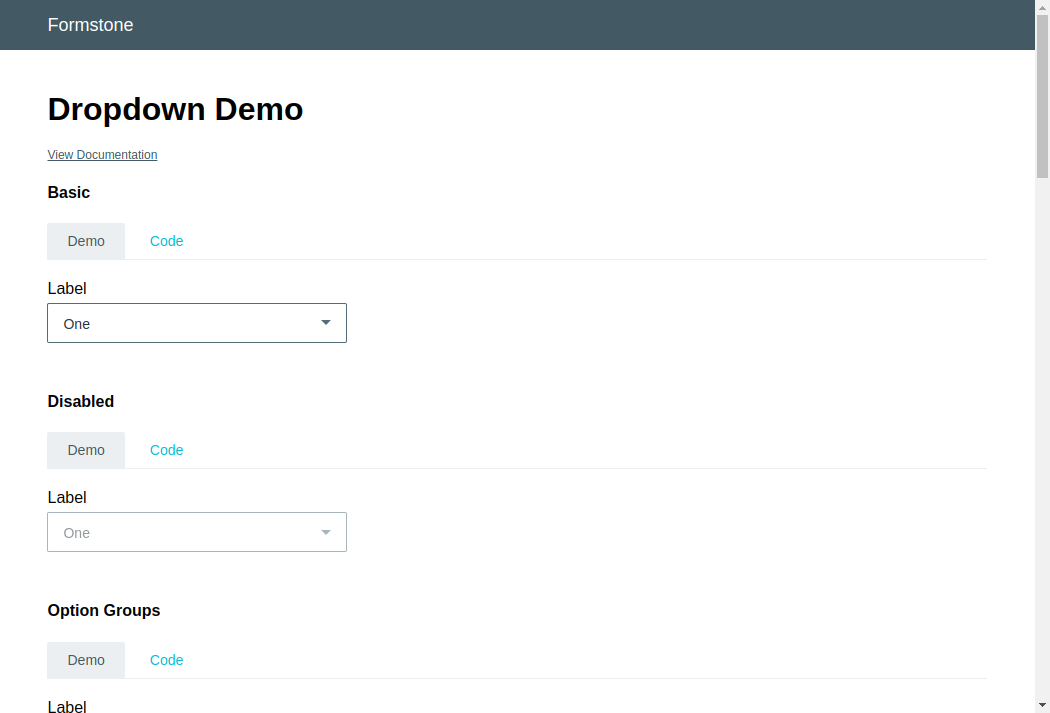 Formstone
Dropdown Demo
View Documentation
Basic
Demo Code
Label
One
Disabled
Demo Code
Label
One
Option Groups
Demo Code
Label